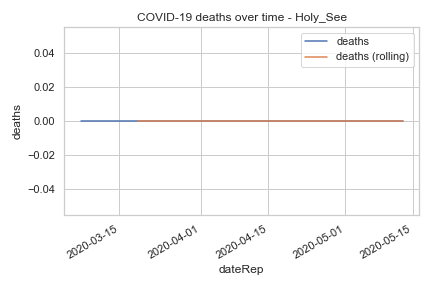 COVID-19 deaths over time - Holy_See
deaths
deaths (rolling)
0.04
0.02
0.00
−0.02
−0.04
deaths
2020-03-15
2020-04-01
2020-04-15
2020-05-01
2020-05-15
dateRep